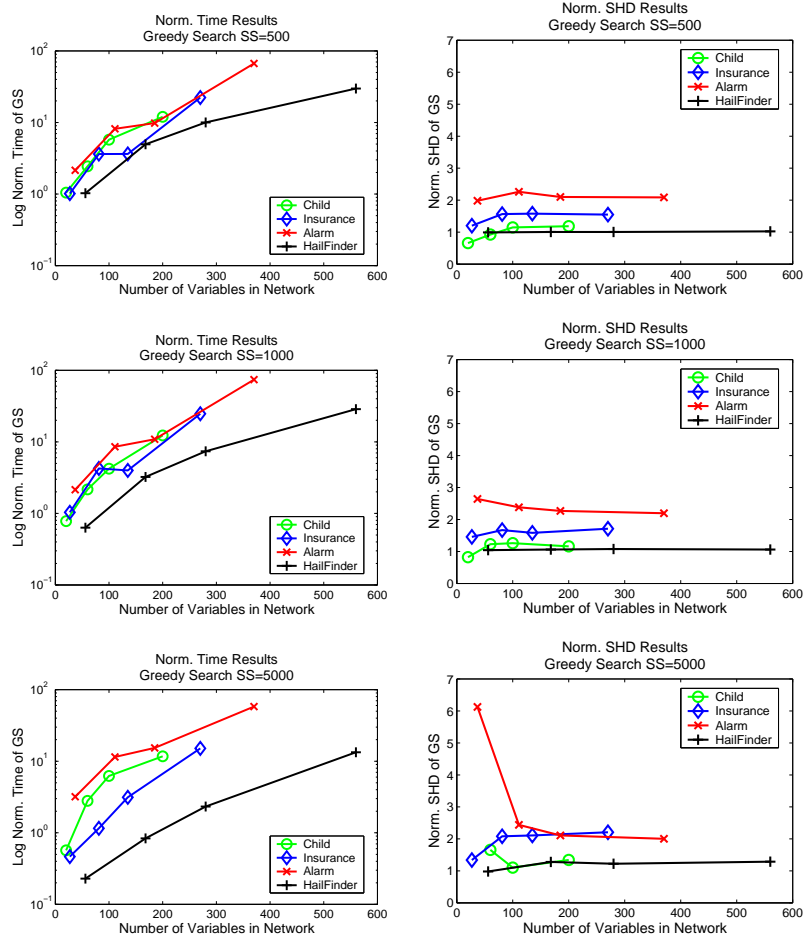 Norm. Time Results
Greedy Search SS=500
Log Norm. Time of GS
10^2
10^1
10^0
10^-1
0 100 200 300 400 500 600
Number of Variables in Network
Child
Insurance
Alarm
HailFinder
Norm. SHD Results
Greedy Search SS=500
Norm. SHD of GS
7
6
5
4
3
2
1
0
0 100 200 300 400 500 600
Number of Variables in Network
Child
Insurance
Alarm
HailFinder
Norm. Time Results
Greedy Search SS=1000
Log Norm. Time of GS
10^2
10^1
10^0
10^-1
0 100 200 300 400 500 600
Number of Variables in Network
Child
Insurance
Alarm
HailFinder
Norm. SHD Results
Greedy Search SS=1000
Norm. SHD of GS
7
6
5
4
3
2
1
0
0 100 200 300 400 500 600
Number of Variables in Network
Child
Insurance
Alarm
HailFinder
Norm. Time Results
Greedy Search SS=5000
Log Norm. Time of GS
10^2
10^1
10^0
10^-1
0 100 200 300 400 500 600
Number of Variables in Network
Child
Insurance
Alarm
HailFinder
Norm. SHD Results
Greedy Search SS=5000
Norm. SHD of GS
7
6
5
4
3
2
1
0
0 100 200 300 400 500 600
Number of Variables in Network
Child
Insurance
Alarm
HailFinder